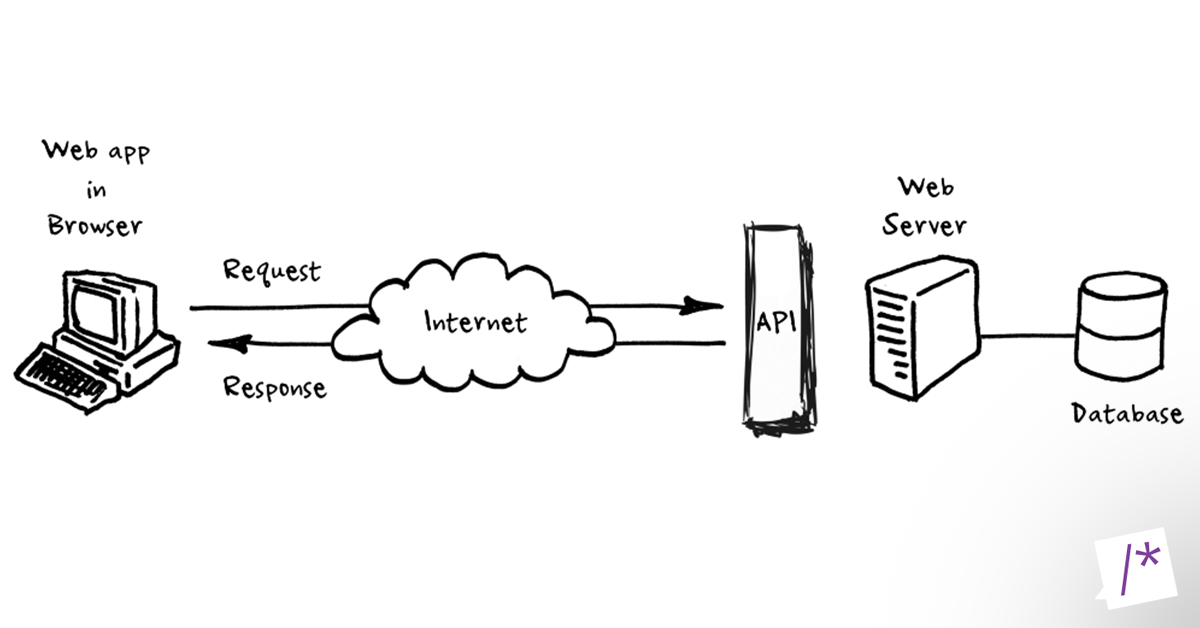 Web app
in
Browser
Request
Response
Internet
API
Web
Server
Database
/*